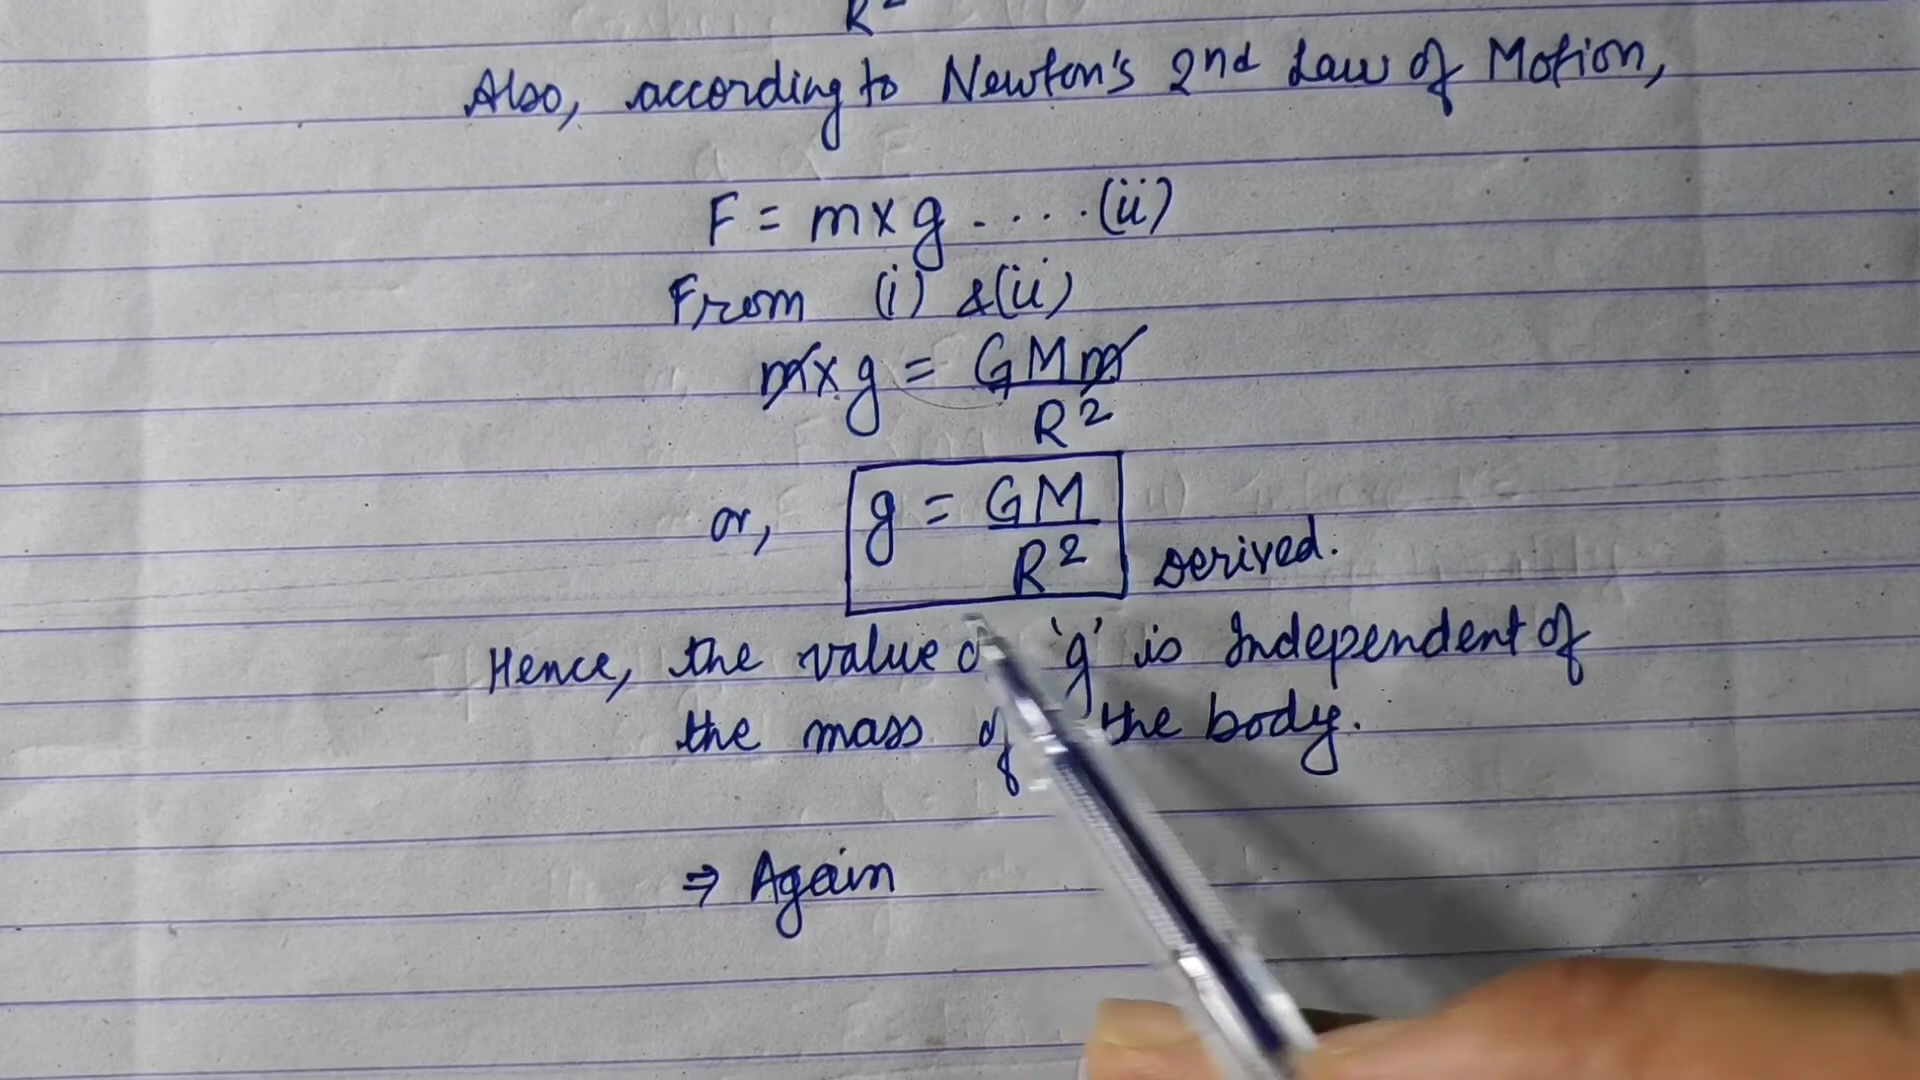 R²
Also, according to Newton's 2nd Law of Motion,
F = m x g ..... (ii)
From (i) & (ii)
m x g = GMm / R²
or, g = GM / R² Derived.
Hence, the value 'g' is Independent of
the mass of the body.
⇒ Again